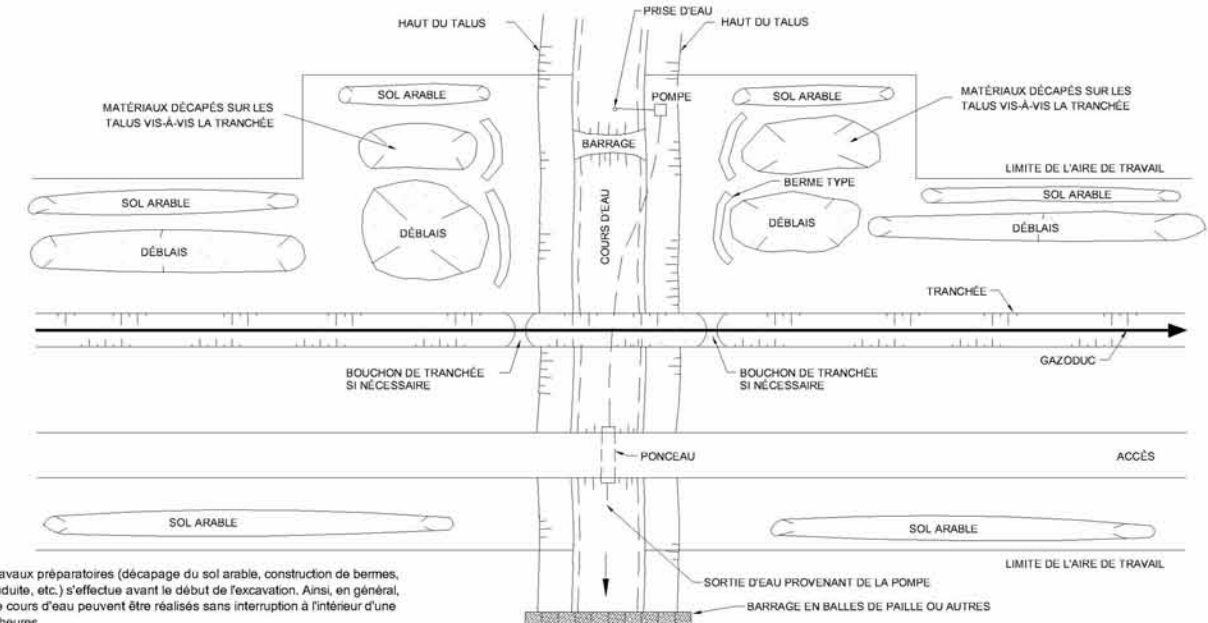 PRISE D'EAU
HAUT DU TALUS
HAUT DU TALUS
SOL ARABLE
POMPE
SOL ARABLE
MATÉRIAUX DÉCAPÉS SUR LES
TALUS VIS-À-VIS LA TRANCHÉE
MATÉRIAUX DÉCAPÉS SUR LES
TALUS VIS-À-VIS LA TRANCHÉE
BARRAGE
LIMITE DE L'AIRE DE TRAVAIL
BERME TYPE
SOL ARABLE
SOL ARABLE
COURS D'EAU
DÉBLAIS
DÉBLAIS
DÉBLAIS
DÉBLAIS
TRANCHÉE
GAZODUC
BOUCHON DE TRANCHÉE
SI NÉCESSAIRE
BOUCHON DE TRANCHÉE
SI NÉCESSAIRE
PONCEAU
ACCÈS
SOL ARABLE
SOL ARABLE
LIMITE DE L'AIRE DE TRAVAIL
avaux préparatoires (décapage du sol arable, construction de bermes,
duite, etc.) s'effectue avant le début de l'excavation. Ainsi, en général,
e cours d'eau peuvent être réalisés sans interruption à l'intérieur d'une
heures
SORTIE D'EAU PROVENANT DE LA POMPE
BARRAGE EN BALLES DE PAILLE OU AUTRES